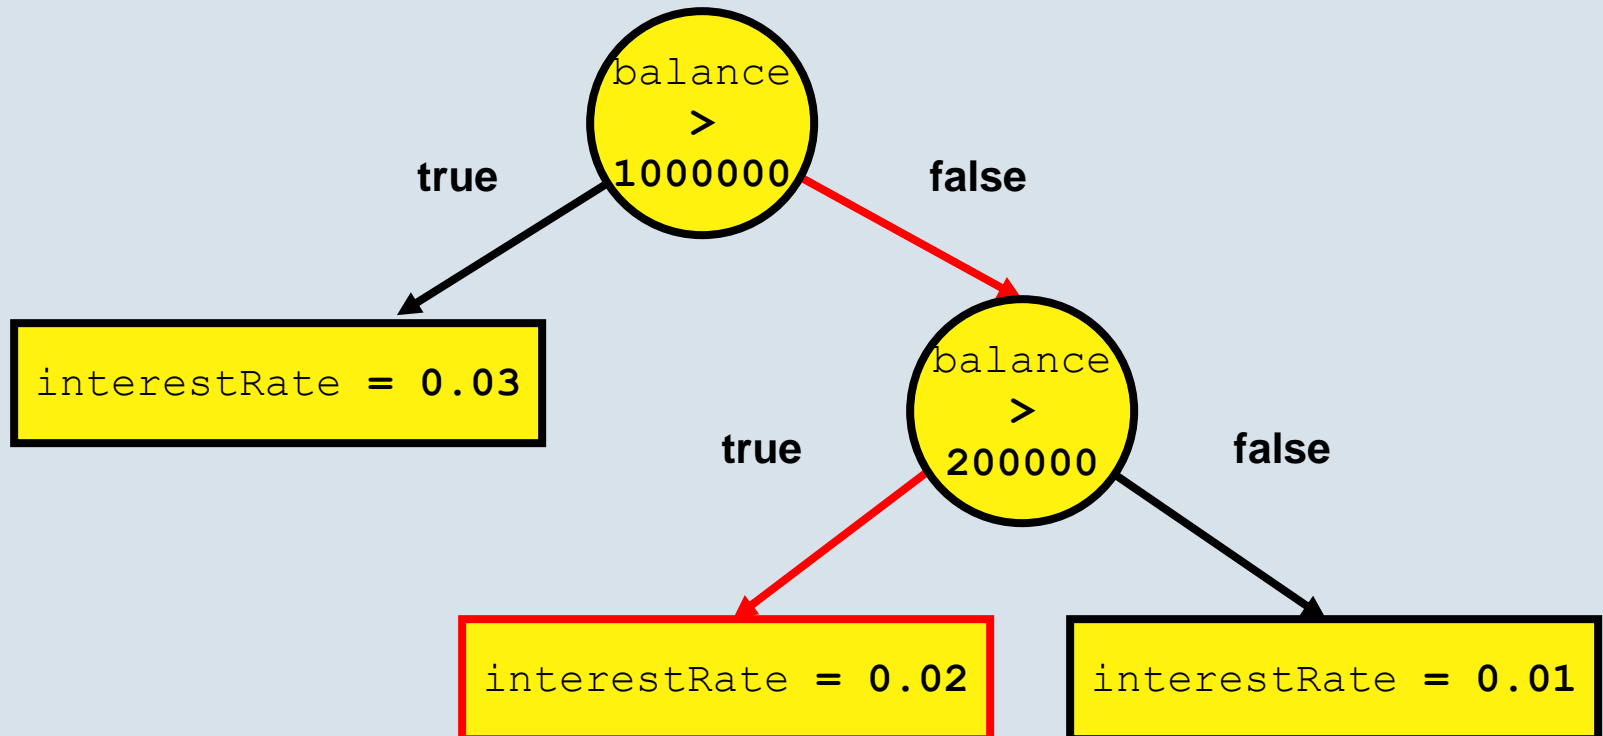 balance
>
1000000
true
false
interestRate = 0.03
balance
>
200000
true
false
interestRate = 0.02
interestRate = 0.01